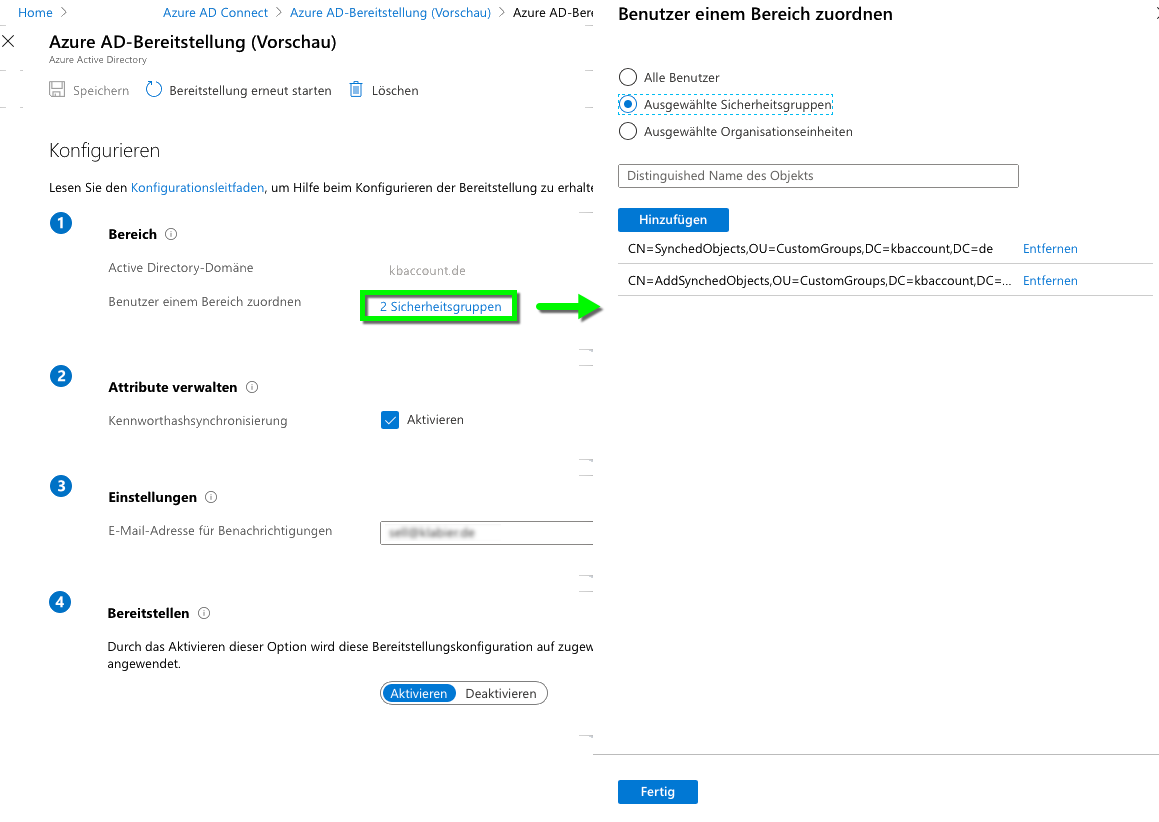 Home > Azure AD Connect > Azure AD-Bereitstellung (Vorschau) > Azure AD-Bere
Azure AD-Bereitstellung (Vorschau)
Azure Active Directory
Speichern Bereitstellung erneut starten Löschen
Konfigurieren
Lesen Sie den Konfigurationsleitfaden, um Hilfe beim Konfigurieren der Bereitstellung zu erhalte
1 Bereich
Active Directory-Domäne kbaccount.de
Benutzer einem Bereich zuordnen 2 Sicherheitsgruppen
2 Attribute verwalten
Kennworthashsynchronisierung Aktivieren
3 Einstellungen
E-Mail-Adresse für Benachrichtigungen
4 Bereitstellen
Durch das Aktivieren dieser Option wird diese Bereitstellungskonfiguration auf zugew
angewendet.
Aktivieren Deaktivieren
Benutzer einem Bereich zuordnen
Alle Benutzer
Ausgewählte Sicherheitsgruppen
Ausgewählte Organisationseinheiten
Distinguished Name des Objekts
Hinzufügen
CN=SynchedObjects,OU=CustomGroups,DC=kbaccount,DC=de Entfernen
CN=AddSynchedObjects,OU=CustomGroups,DC=kbaccount,DC=... Entfernen
Fertig